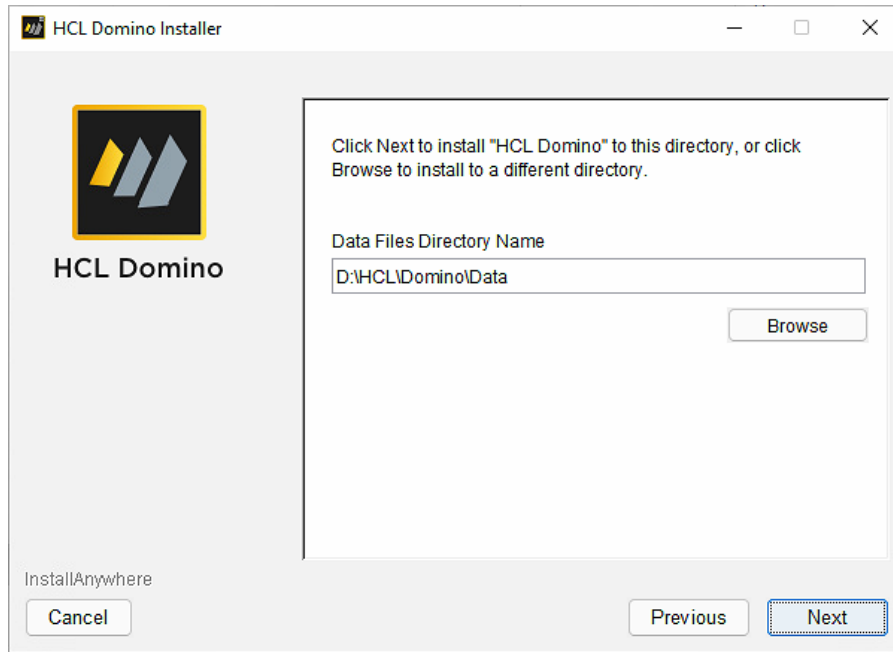 HCL Domino Installer
HCL Domino
Click Next to install "HCL Domino" to this directory, or click
Browse to install to a different directory.
Data Files Directory Name
D:\HCL\Domino\Data
Browse
InstallAnywhere
Cancel
Previous
Next